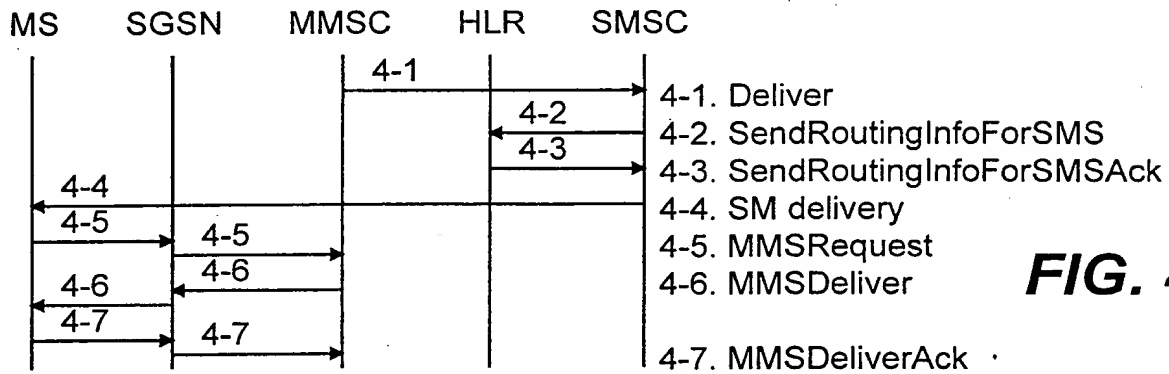 MS SGSN MMSC HLR SMSC
4-1
4-1. Deliver
4-2
4-2. SendRoutingInfoForSMS
4-3
4-3. SendRoutingInfoForSMSAck
4-4
4-4. SM delivery
4-5
4-5
4-5. MMSRequest
4-6
4-6. MMSDeliver
4-6
4-7
4-7
4-7. MMSDeliverAck
FIG.